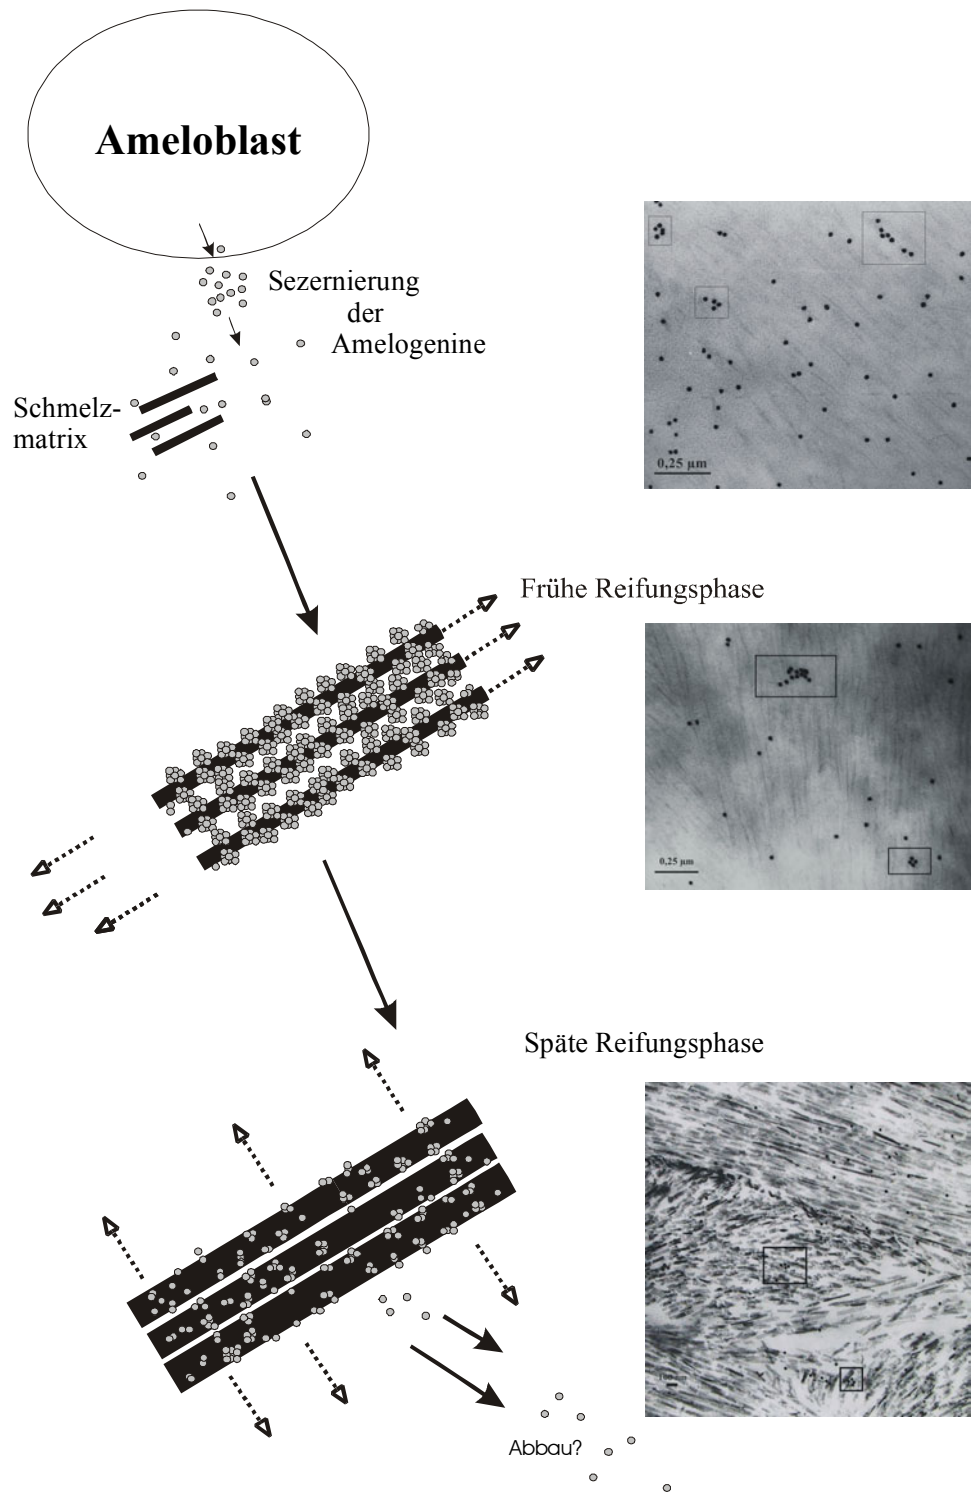 Ameloblast
Sezernierung
der
Amelogenine
Schmelz-
matrix
0,25 µm
Frühe Reifungsphase
0,25 µm
Späte Reifungsphase
Abbau?